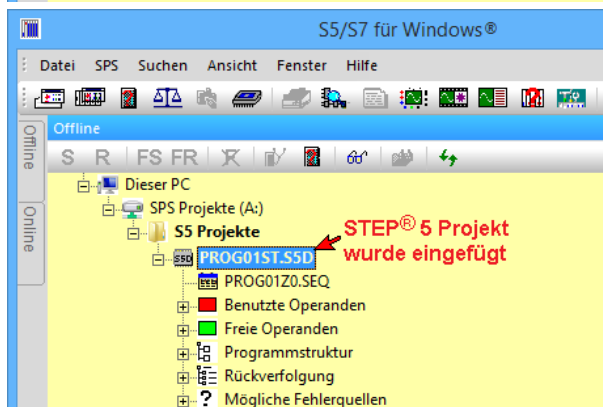 S5/S7 für Windows®
Datei SPS Suchen Ansicht Fenster Hilfe
Offline
Offline
Online
S R FS FR
Dieser PC
SPS Projekte (A:)
S5 Projekte
STEP® 5 Projekt
wurde eingefügt
PROG01ST.S5D
PROG01Z0.SEQ
Benutzte Operanden
Freie Operanden
Programmstruktur
Rückverfolgung
Mögliche Fehlerquellen